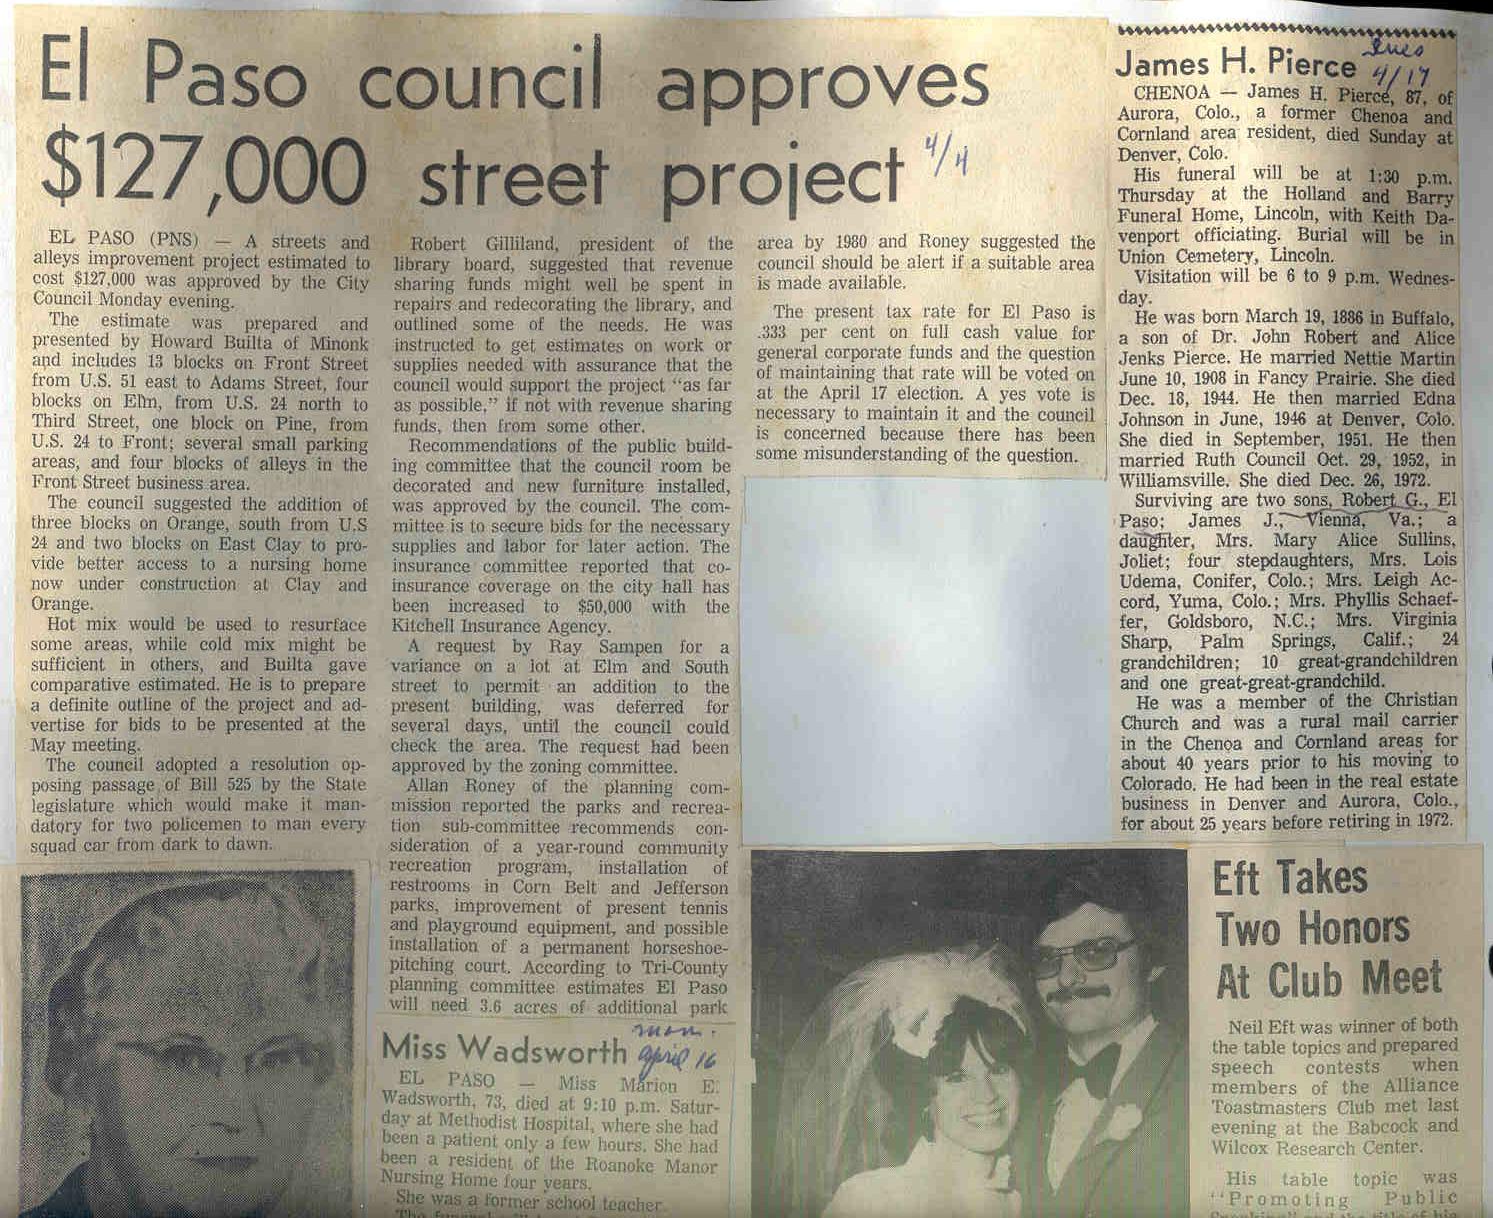 El Paso council approves
$127,000 street project 4/4
EL PASO (PNS) — A streets and
alleys improvement project estimated to
cost $127,000 was approved by the City
Council Monday evening.
The estimate was prepared and
presented by Howard Builta of Minonk
and includes 13 blocks on Front Street
from U.S. 51 east to Adams Street, four
blocks on Elm, from U.S. 24 north to
Third Street, one block on Pine, from
U.S. 24 to Front; several small parking
areas, and four blocks of alleys in the
Front Street business area.
The council suggested the addition of
three blocks on Orange, south from U.S
24 and two blocks on East Clay to pro-
vide better access to a nursing home
now under construction at Clay and
Orange.
Hot mix would be used to resurface
some areas, while cold mix might be
sufficient in others, and Builta gave
comparative estimated. He is to prepare
a definite outline of the project and ad-
vertise for bids to be presented at the
May meeting.
The council adopted a resolution op-
posing passage of Bill 525 by the State
legislature which would make it man-
datory for two policemen to man every
squad car from dark to dawn.
Robert Gilliland, president of the
library board, suggested that revenue
sharing funds might well be spent in
repairs and redecorating the library, and
outlined some of the needs. He was
instructed to get estimates on work or
supplies needed with assurance that the
council would support the project "as far
as possible," if not with revenue sharing
funds, then from some other.
Recommendations of the public build-
ing committee that the council room be
decorated and new furniture installed,
was approved by the council. The com-
mittee is to secure bids for the necessary
supplies and labor for later action. The
insurance committee reported that co-
insurance coverage on the city hall has
been increased to $50,000 with the
Kitchell Insurance Agency.
A request by Ray Sampen for a
variance on a lot at Elm and South
street to permit an addition to the
present building, was deferred for
several days, until the council could
check the area. The request had been
approved by the zoning committee.
Allan Roney of the planning com-
mission reported the parks and recrea-
tion sub-committee recommends con-
sideration of a year-round community
recreation program, installation of
restrooms in Corn Belt and Jefferson
parks, improvement of present tennis
and playground equipment, and possible
installation of a permanent horseshoe-
pitching court. According to Tri-County
planning committee estimates El Paso
will need 3.6 acres of additional park
area by 1980 and Roney suggested the
council should be alert if a suitable area
is made available.
The present tax rate for El Paso is
.333 per cent on full cash value for
general corporate funds and the question
of maintaining that rate will be voted on
at the April 17 election. A yes vote is
necessary to maintain it and the council
is concerned because there has been
some misunderstanding of the question.
James H. Pierce
4/17
CHENOA — James H. Pierce, 87, of
Aurora, Colo., a former Chenoa and
Cornland area resident, died Sunday at
Denver, Colo.
His funeral will be at 1:30 p.m.
Thursday at the Holland and Barry
Funeral Home, Lincoln, with Keith Da-
venport officiating. Burial will be in
Union Cemetery, Lincoln.
Visitation will be 6 to 9 p.m. Wednes-
day.
He was born March 19, 1886 in Buffalo,
a son of Dr. John Robert and Alice
Jenks Pierce. He married Nettie Martin
June 10, 1908 in Fancy Prairie. She died
Dec. 18, 1944. He then married Edna
Johnson in June, 1946 at Denver, Colo.
She died in September, 1951. He then
married Ruth Council Oct. 29, 1952, in
Williamsville. She died Dec. 26, 1972.
Surviving are two sons, Robert G., El
Paso; James J., Vienna, Va.; a
daughter, Mrs. Mary Alice Sullins,
Joliet; four stepdaughters, Mrs. Lois
Udema, Conifer, Colo.; Mrs. Leigh Ac-
cord, Yuma, Colo.; Mrs. Phyllis Schaef-
fer, Goldsboro, N.C.; Mrs. Virginia
Sharp, Palm Springs, Calif.; 24
grandchildren; 10 great-grandchildren
and one great-great-grandchild.
He was a member of the Christian
Church and was a rural mail carrier
in the Chenoa and Cornland areas for
about 40 years prior to his moving to
Colorado. He had been in the real estate
business in Denver and Aurora, Colo.,
for about 25 years before retiring in 1972.
Miss Wadsworth
mon.
april 16
EL PASO — Miss Marion E.
Wadsworth, 73, died at 9:10 p.m. Satur-
day at Methodist Hospital, where she had
been a patient only a few hours. She had
been a resident of the Roanoke Manor
Nursing Home four years.
She was a former school teacher.
Eft Takes
Two Honors
At Club Meet
Neil Eft was winner of both
the table topics and prepared
speech contests when
members of the Alliance
Toastmasters Club met last
evening at the Babcock and
Wilcox Research Center.
His table topic was
"Promoting Public